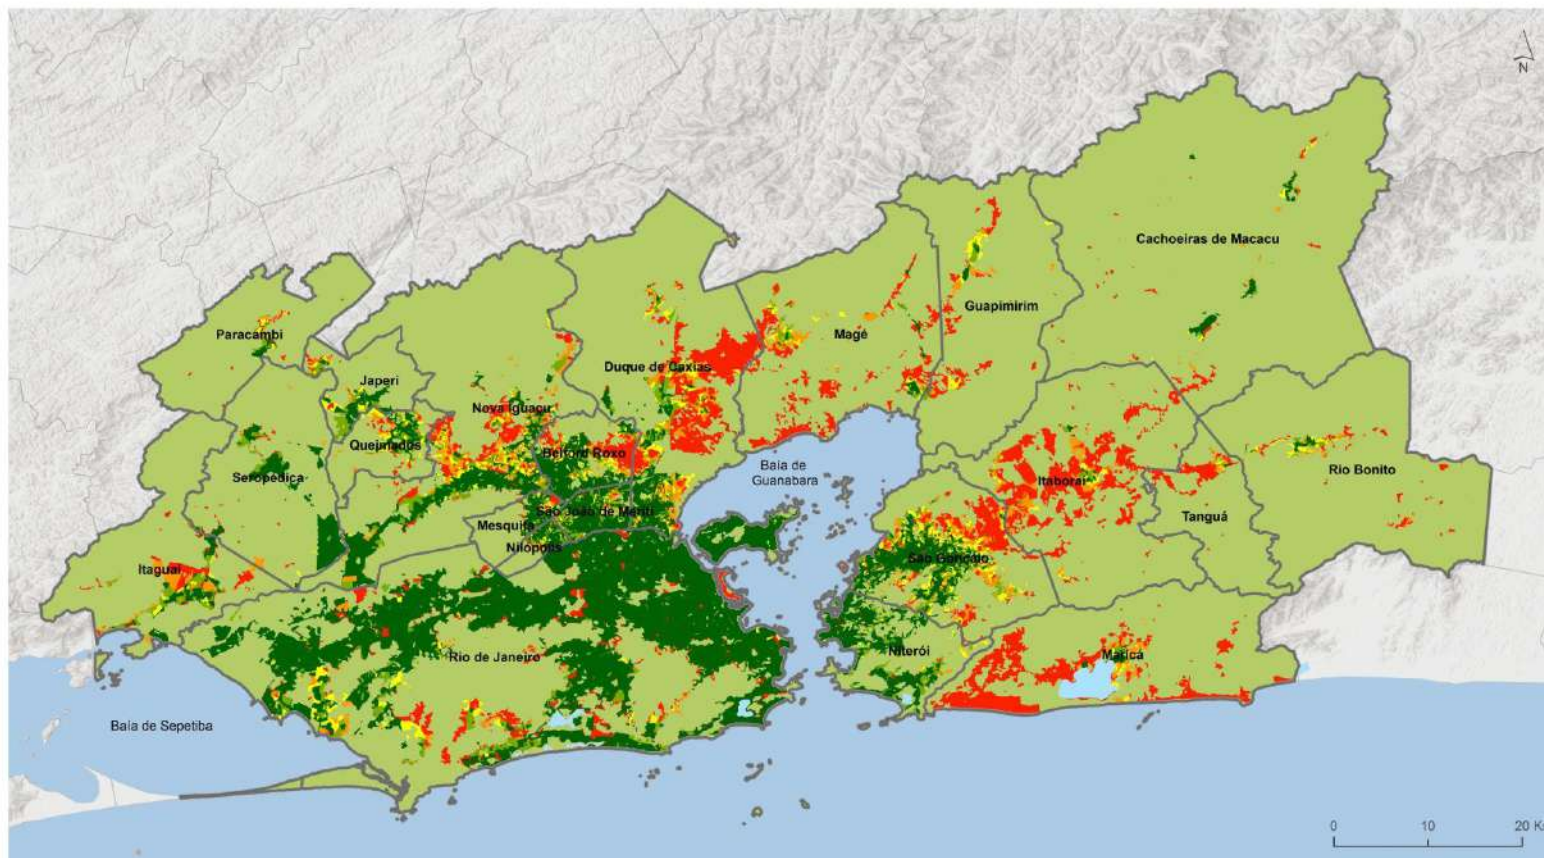 N
Cachoeiras de Macacu
Guapimirim
Magé
Paracambi
Duque de Caxias
Japeri
Nova Iguaçu
Queimados
Belford Roxo
Baía de
Guanabara
Rio Bonito
Seropédica
Itaboraí
São João de Meriti
Tanguá
Mesquita
Nilópolis
São Gonçalo
Itaguaí
Rio de Janeiro
Niterói
Maricá
Baía de Sepetiba
0 10 20 K